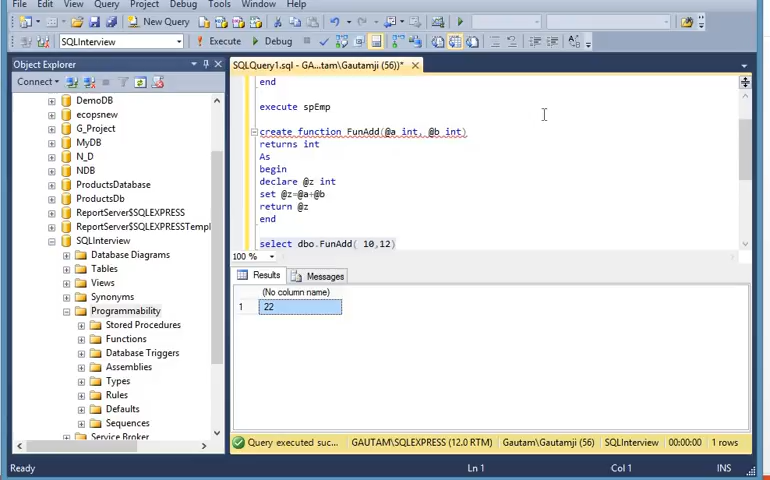 File Edit View Query Project Debug Tools Window Help
New Query
SQLInterview Execute Debug
Object Explorer
SQLQuery1.sql - GA...tam\Gautamji (56))*
Connect
DemoDB
ecopsnew
G_Project
MyDB
N_D
NDB
ProductsDatabase
ProductsDb
ReportServer$SQLEXPRESS
ReportServer$SQLEXPRESSTempl
SQLInterview
Database Diagrams
Tables
Views
Synonyms
Programmability
Stored Procedures
Functions
Database Triggers
Assemblies
Types
Rules
Defaults
Sequences
Service Broker
end
execute spEmp
create function FunAdd(@a int, @b int)
returns int
As
begin
declare @z int
set @z=@a+@b
return @z
end
select dbo.FunAdd( 10,12)
100 %
Results Messages
(No column name)
1 22
Query executed suc... GAUTAM\SQLEXPRESS (12.0 RTM) Gautam\Gautamji (56) SQLInterview 00:00:00 1 rows
Ready Ln 1 Col 1 INS